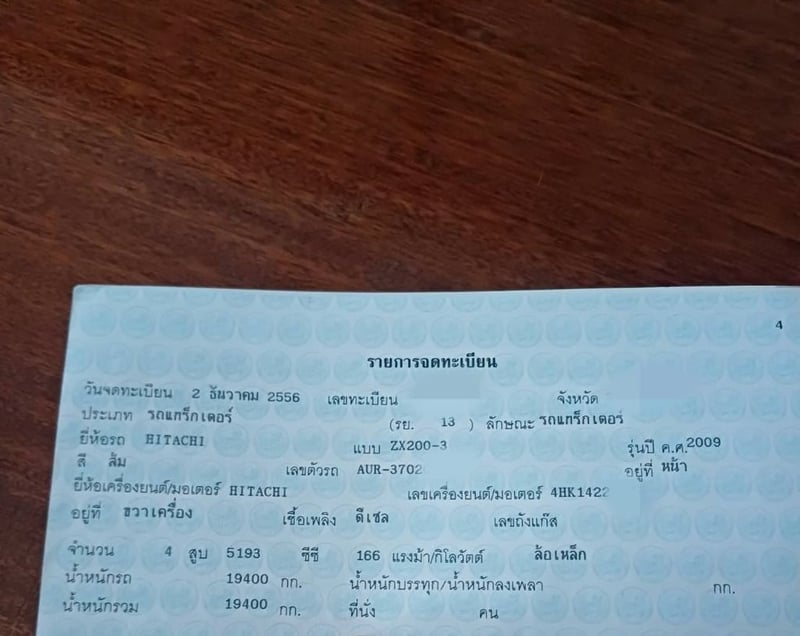 4
รายการจดทะเบียน
วันจดทะเบียน 2 ธันวาคม 2556 เลขทะเบียน จังหวัด
ประเภท รถแทร็กเตอร์ (รย. 13 ) ลักษณะ รถแทร็กเตอร์
ยี่ห้อรถ HITACHI แบบ ZX200-3 รุ่นปี ค.ศ. 2009
สี ส้ม เลขตัวรถ AUR-3702 อยู่ที่ หน้า
ยี่ห้อเครื่องยนต์/มอเตอร์ HITACHI เลขเครื่องยนต์/มอเตอร์ 4HK1422
อยู่ที่ ขวาเครื่อง เชื้อเพลิง ดีเซล เลขถังแก๊ส
จำนวน 4 สูบ 5193 ซีซี 166 แรงม้า/กิโลวัตต์ ล้อเหล็ก
น้ำหนักรถ 19400 กก. น้ำหนักบรรทุก/น้ำหนักลงเพลา กก.
น้ำหนักรวม 19400 กก. ที่นั่ง คน